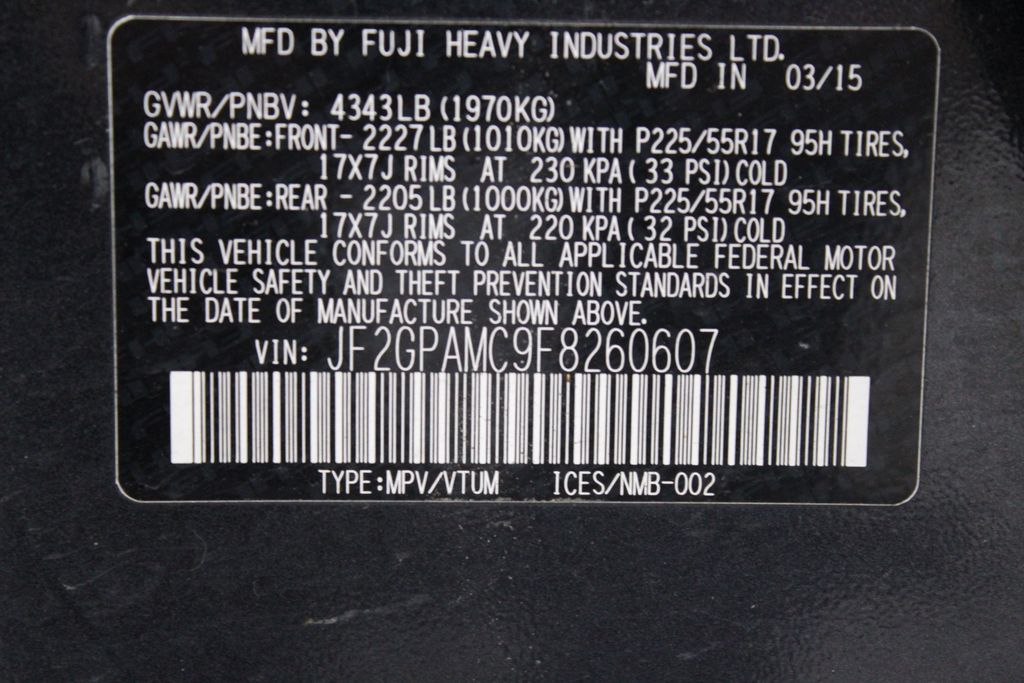 MFD BY FUJI HEAVY INDUSTRIES LTD.
MFD IN 03/15
GVWR/PNBV: 4343LB (1970KG)
GAWR/PNBE:FRONT- 2227LB (1010KG) WITH P225/55R17 95H TIRES,
17X7J RIMS AT 230 KPA ( 33 PSI) COLD
GAWR/PNBE:REAR - 2205LB (1000KG) WITH P225/55R17 95H TIRES,
17X7J RIMS AT 220 KPA ( 32 PSI) COLD
THIS VEHICLE CONFORMS TO ALL APPLICABLE FEDERAL MOTOR
VEHICLE SAFETY AND THEFT PREVENTION STANDARDS IN EFFECT ON
THE DATE OF MANUFACTURE SHOWN ABOVE.
VIN: JF2GPAMC9F8260607
TYPE:MPV/VTUM ICES/NMB-002